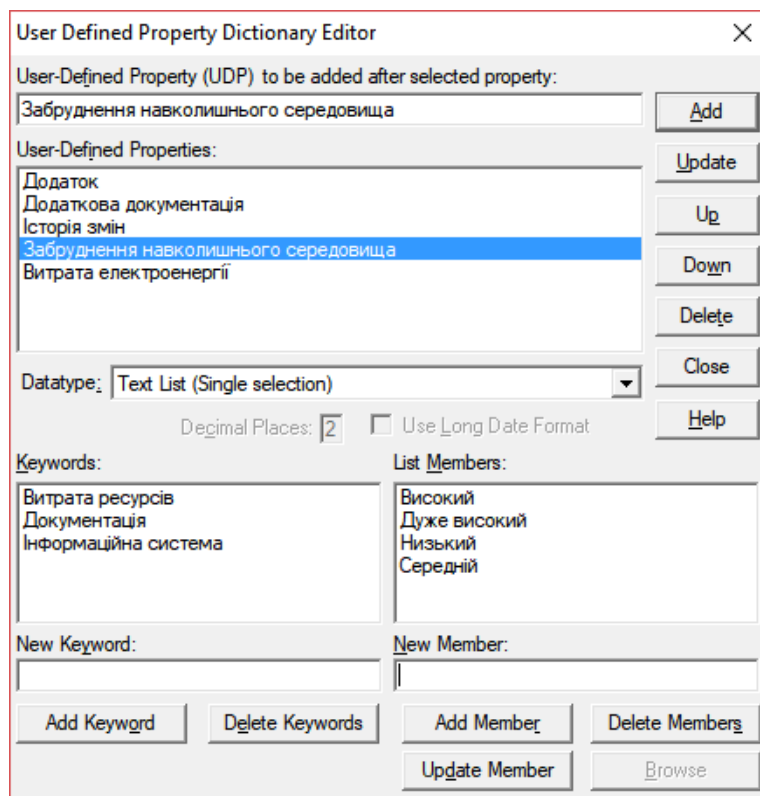 User Defined Property Dictionary Editor
User-Defined Property (UDP) to be added after selected property:
Забруднення навколишнього середовища
Add
User-Defined Properties:
Update
Додаток
Додаткова документація
Історія змін
Забруднення навколишнього середовища
Витрата електроенергії
Up
Down
Delete
Close
Help
Datatype: Text List (Single selection)
Decimal Places: 2 Use Long Date Format
Keywords:
Витрата ресурсів
Документація
Інформаційна система
List Members:
Високий
Дуже високий
Низький
Середній
New Keyword:
New Member:
Add Keyword
Delete Keywords
Add Member
Delete Members
Update Member
Browse